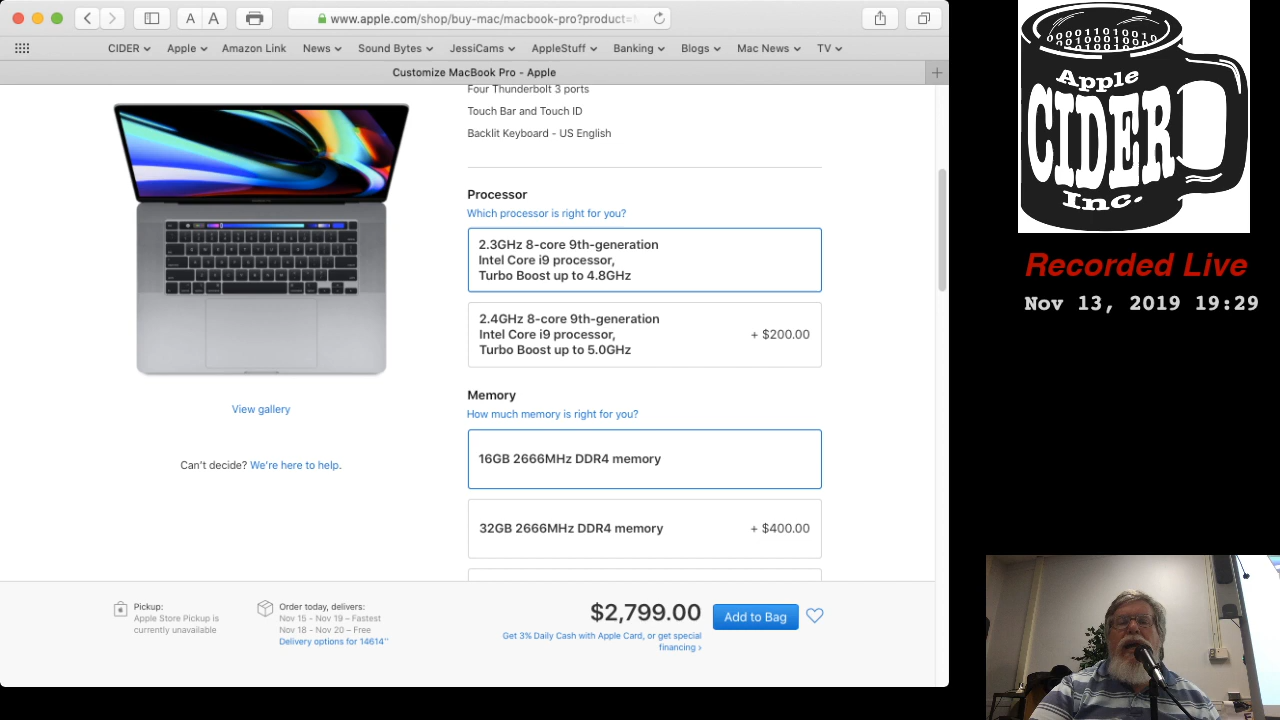 www.apple.com/shop/buy-mac/macbook-pro?product=
A A
CIDER Apple Amazon Link News Sound Bytes JessiCams AppleStuff Banking Blogs Mac News TV
Customize MacBook Pro - Apple
Four Thunderbolt 3 ports
Touch Bar and Touch ID
Backlit Keyboard - US English
Processor
Which processor is right for you?
2.3GHz 8-core 9th-generation
Intel Core i9 processor,
Turbo Boost up to 4.8GHz
2.4GHz 8-core 9th-generation
Intel Core i9 processor,
Turbo Boost up to 5.0GHz
+ $200.00
Memory
How much memory is right for you?
16GB 2666MHz DDR4 memory
32GB 2666MHz DDR4 memory
+ $400.00
View gallery
Can't decide? We're here to help.
Pickup:
Apple Store Pickup is
currently unavailable
Order today, delivers:
Nov 15 - Nov 19 – Fastest
Nov 18 - Nov 20 – Free
Delivery options for 14614**
$2,799.00
Add to Bag
Get 3% Daily Cash with Apple Card, or get special
financing ›
Apple
CIDER
Inc.
Recorded Live
Nov 13, 2019 19:29